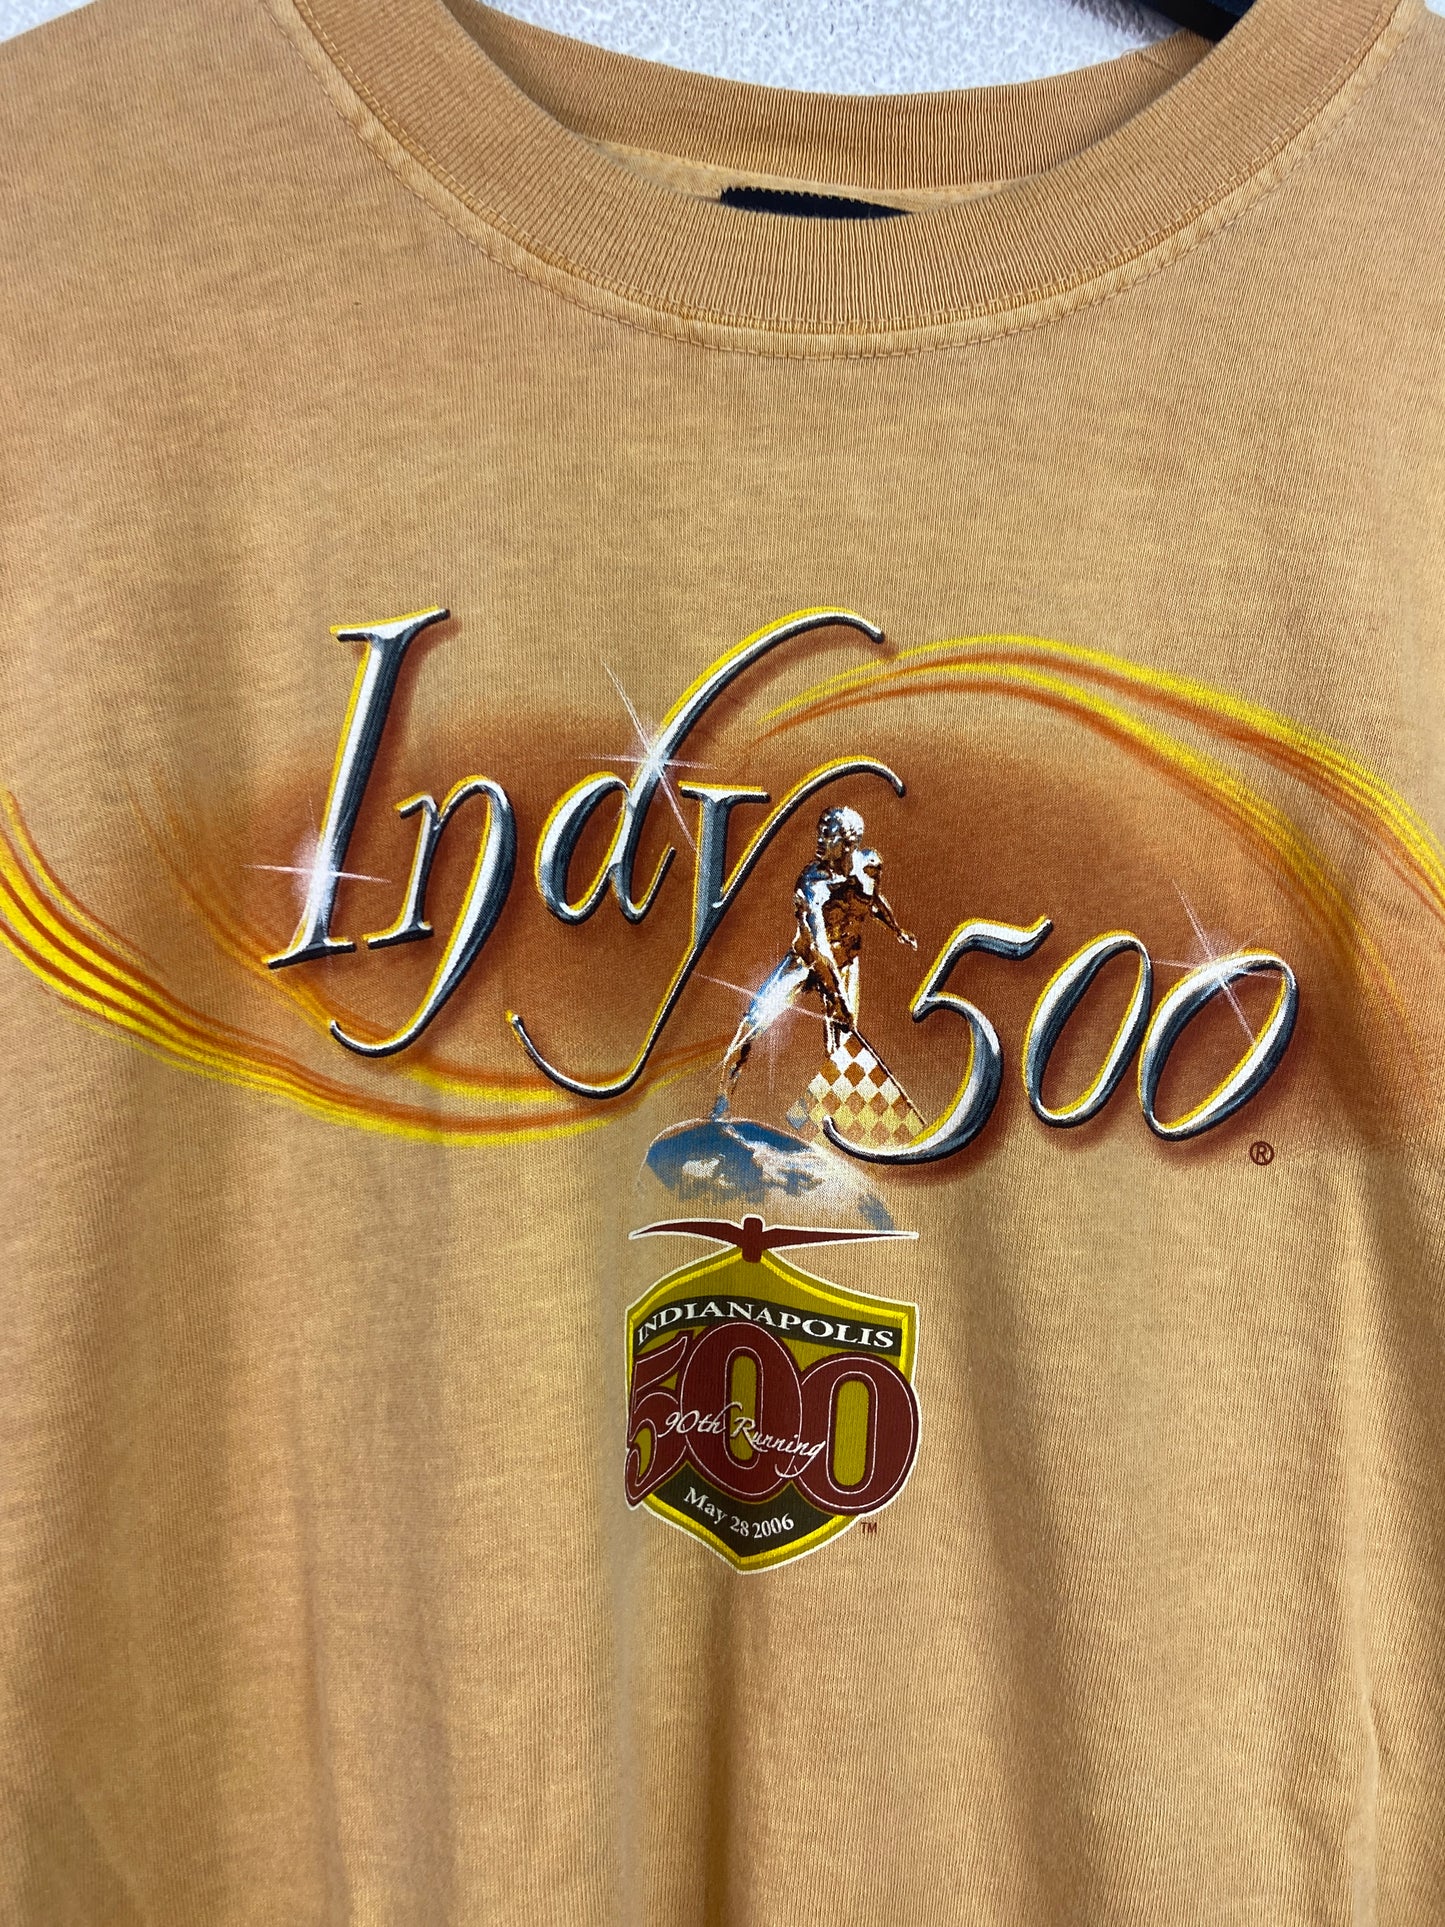 Indy 500 ®
INDIANAPOLIS
500
90th Running
May 28 2006
TM